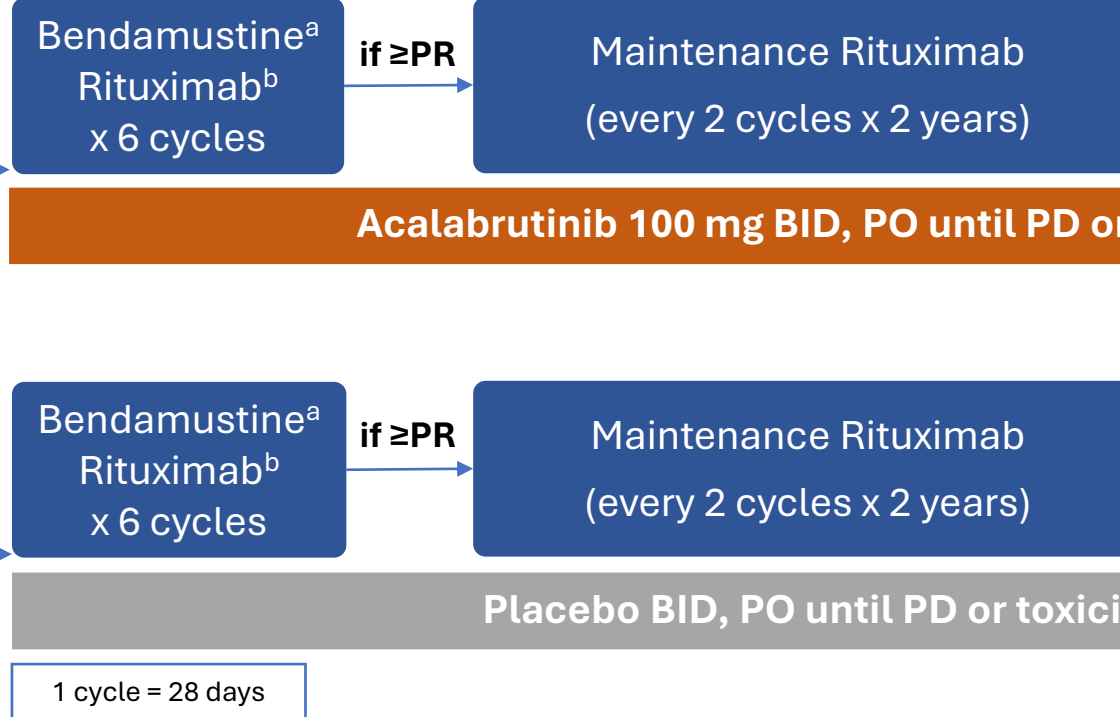 Bendamustineᵃ
Rituximabᵇ
x 6 cycles
if ≥PR
Maintenance Rituximab
(every 2 cycles x 2 years)
Acalabrutinib 100 mg BID, PO until PD or
Bendamustineᵃ
Rituximabᵇ
x 6 cycles
if ≥PR
Maintenance Rituximab
(every 2 cycles x 2 years)
Placebo BID, PO until PD or toxici
1 cycle = 28 days